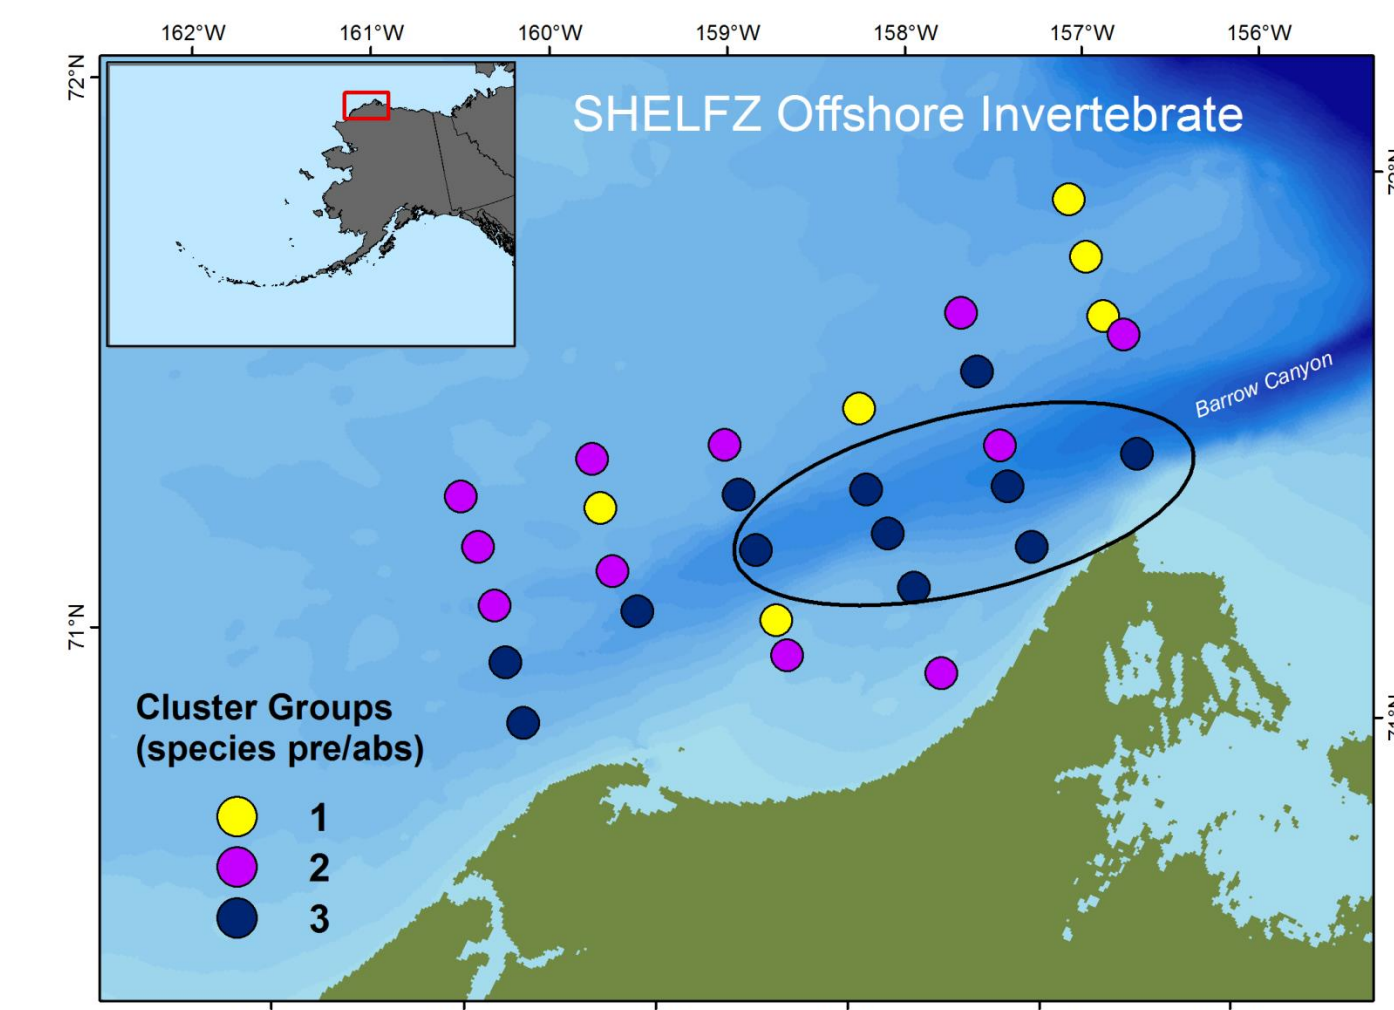 162°W 161°W 160°W 159°W 158°W 157°W 156°W
72°N
SHELFZ Offshore Invertebrate
Barrow Canyon
71°N
71°N
Cluster Groups
(species pre/abs)
1
2
3